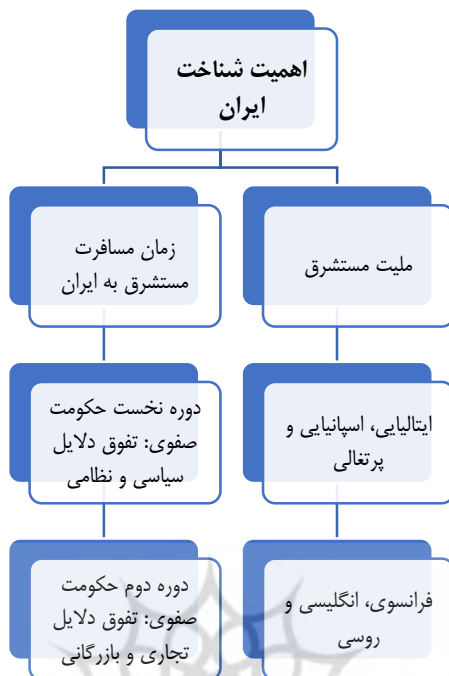 اهمیت شناخت
ایران
ملیت مستشرق
زمان مسافرت
مستشرق به ایران
ایتالیایی، اسپانیایی و
پرتغالی
دوره نخست حکومت
صفوی: تفوق دلایل
سیاسی و نظامی
فرانسوی، انگلیسی و
روسی
دوره دوم حکومت
صفوی: تفوق دلایل
تجاری و بازرگانی